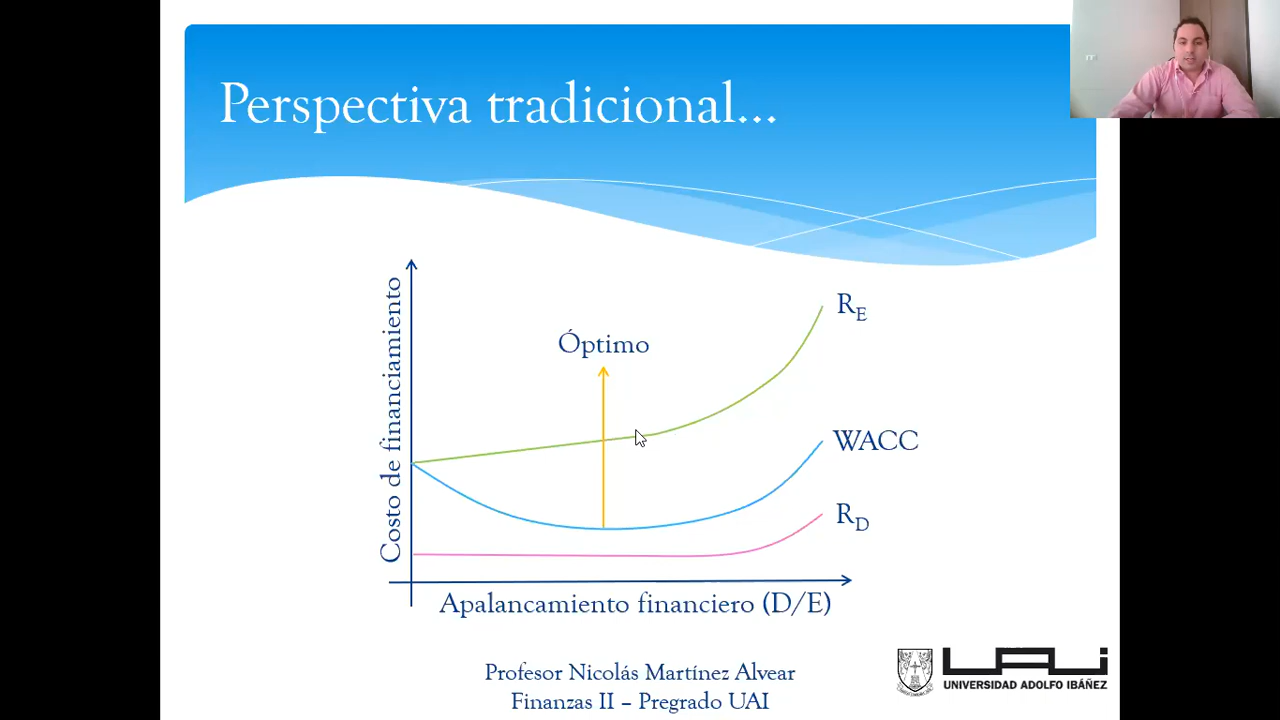 Perspectiva tradicional...
Costo de financiamiento
Óptimo
R_E
WACC
R_D
Apalancamiento financiero (D/E)
Profesor Nicolás Martínez Alvear
Finanzas II – Pregrado UAI
UAI
UNIVERSIDAD ADOLFO IBÁÑEZ